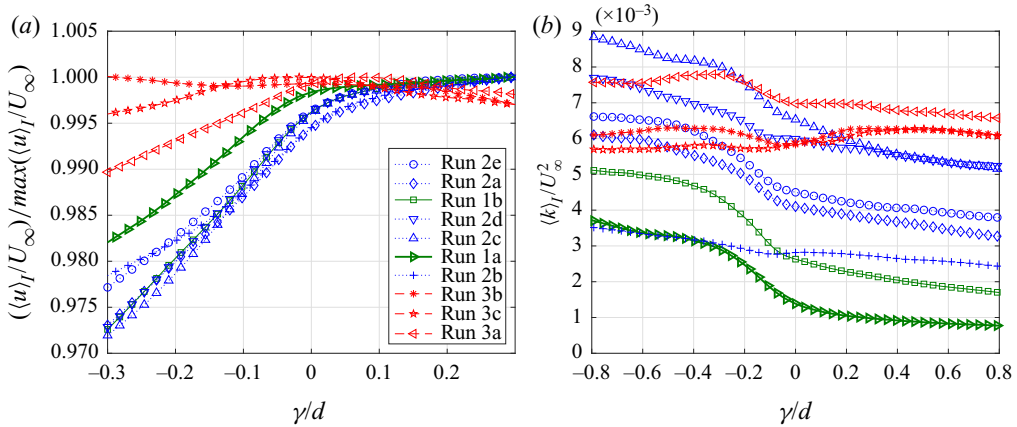 (a)
1.005
1.000
0.995
0.990
0.985
0.980
0.975
0.970
–0.3
–0.2
–0.1
0
0.1
0.2
γ/d
(⟨u⟩_I/U_∞)/max(⟨u⟩_I/U_∞)
Run 2e
Run 2a
Run 1b
Run 2d
Run 2c
Run 1a
Run 2b
Run 3b
Run 3c
Run 3a
(b)
(×10⁻³)
9
8
7
6
5
4
3
2
1
0
–0.8
–0.6
–0.4
–0.2
0
0.2
0.4
0.6
0.8
γ/d
⟨k⟩_I/U²_∞